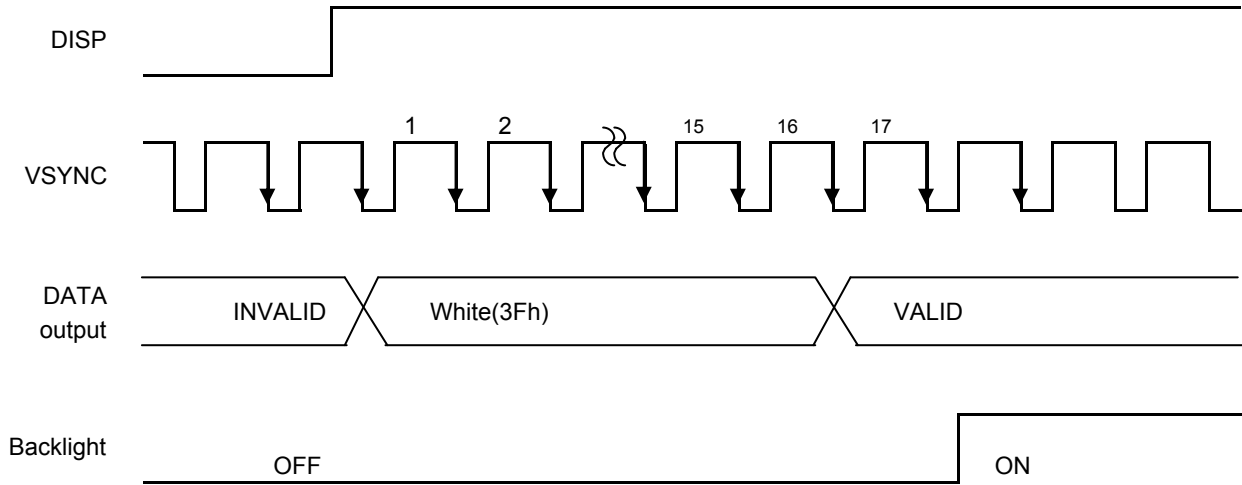 DISP
1 2 15 16 17
VSYNC
DATA
output
INVALID White(3Fh) VALID
Backlight
OFF ON